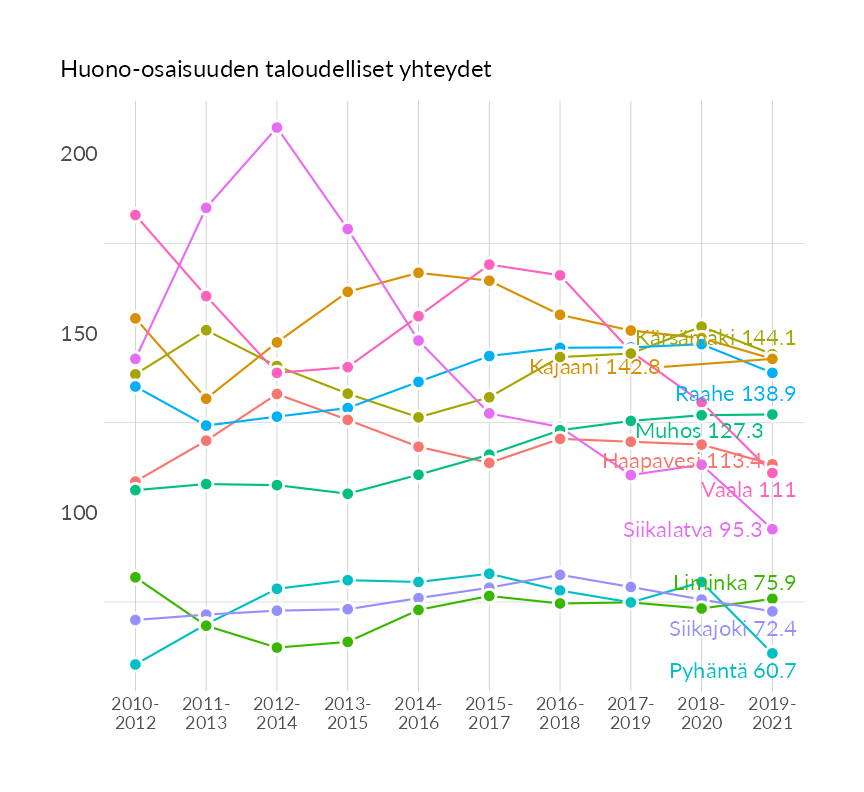 Huono-osaisuuden taloudelliset yhteydet
200
150
100
Kärsämäki 144.1
Kajaani 142.8
Raahe 138.9
Muhos 127.3
Haapavesi 113.4
Vaala 111
Siikalatva 95.3
Liminka 75.9
Siikajoki 72.4
Pyhäntä 60.7
2010-
2012
2011-
2013
2012-
2014
2013-
2015
2014-
2016
2015-
2017
2016-
2018
2017-
2019
2018-
2020
2019-
2021